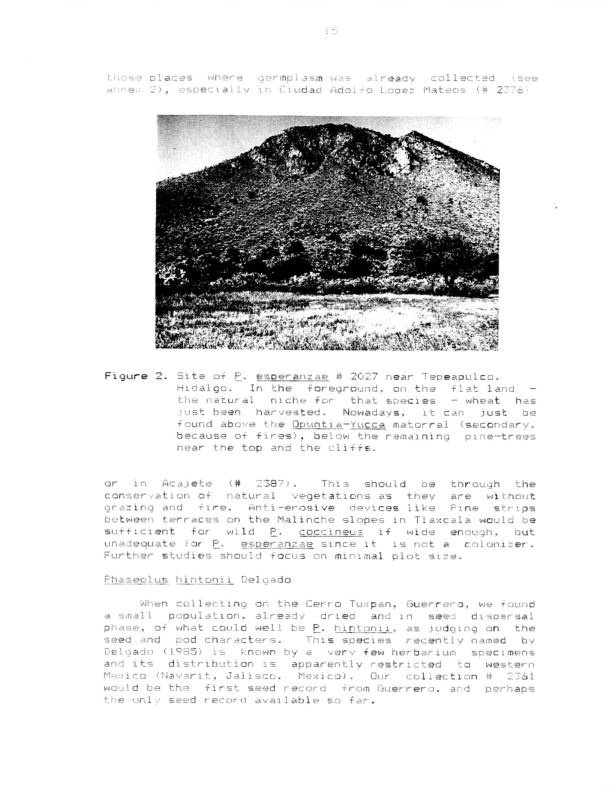 15
those places where germplasm was already collected (see
annex 2), especially in Ciudad Adolfo Lopez Mateos (# 2376)
Figure 2. Site of P. esperanzae # 2027 near Tepeapulco,
Hidalgo. In the foreground, on the flat land -
the natural niche for that species - wheat has
just been harvested. Nowadays, it can just be
found above the Opuntia-Yucca matorral (secondary,
because of fires), below the remaining pine-trees
near the top and the cliffs.
or in Acajete (# 2387). This should be through the
conservation of natural vegetations as they are without
grazing and fire. Anti-erosive devices like Pine strips
between terraces on the Malinche slopes in Tlaxcala would be
sufficient for wild P. coccineus if wide enough, but
unadequate for P. esperanzae since it is not a colonizer.
Further studies should focus on minimal plot size.
Phaseolus hintonii Delgado
When collecting on the Cerro Tuxpan, Guerrero, we found
a small population, already dried and in seed dispersal
phase, of what could well be P. hintonii, as judging on the
seed and pod characters. This species recently named by
Delgado (1985) is known by a very few herbarium specimens
and its distribution is apparently restricted to western
Mexico (Navarit, Jalisco, Mexico). Our collection # 2361
would be the first seed record from Guerrero, and perhaps
the only seed record available so far.